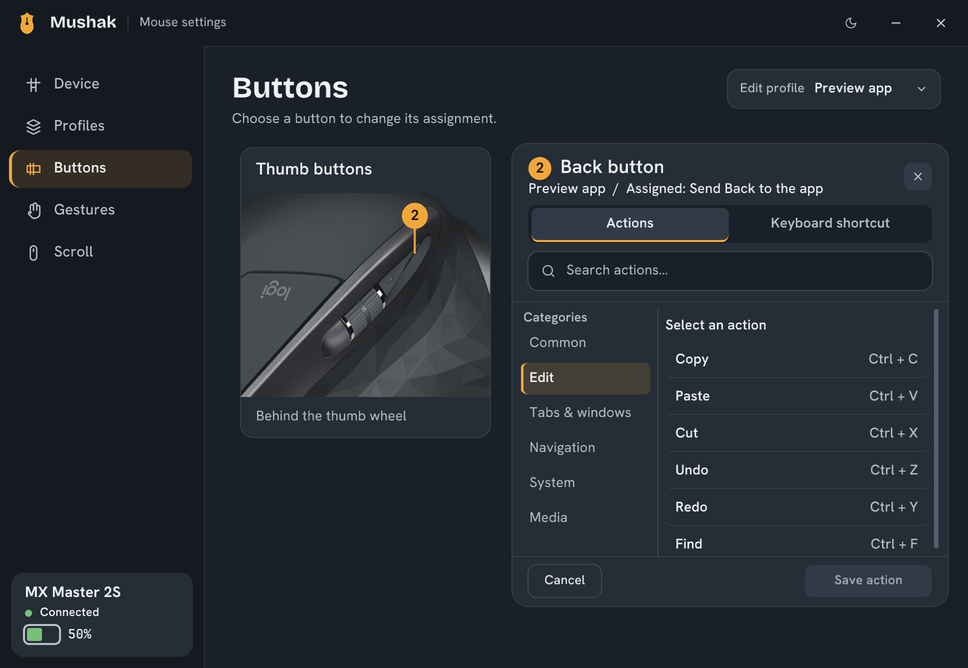 Mushak | Mouse settings
Device
Profiles
Buttons
Gestures
Scroll
MX Master 2S
Connected
50%
Buttons
Choose a button to change its assignment.
Edit profile Preview app
Thumb buttons
2
logi
Behind the thumb wheel
2 Back button
Preview app / Assigned: Send Back to the app
Actions Keyboard shortcut
Search actions...
Categories
Common
Edit
Tabs & windows
Navigation
System
Media
Select an action
Copy Ctrl + C
Paste Ctrl + V
Cut Ctrl + X
Undo Ctrl + Z
Redo Ctrl + Y
Find Ctrl + F
Cancel Save action